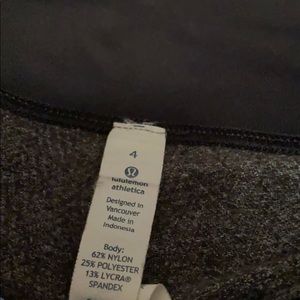 4
lululemon
athletica
Designed in
Vancouver
Made in
Indonesia
Body:
62% NYLON
25% POLYESTER
13% LYCRA®
SPANDEX